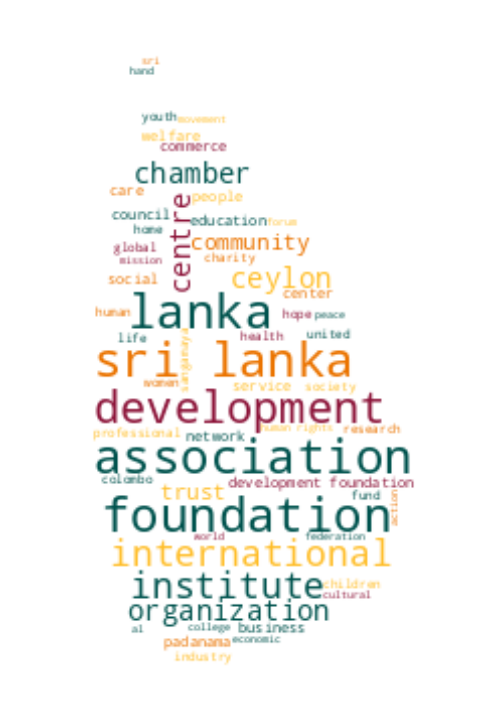 sri
hand
youth movement
welfare
commerce
chamber
care
people
centre
council
education forum
home
community
global
charity
mission
social
ceylon
center
human
lanka
hope peace
life
health
united
sangamaya
sri lanka
women
service society
development
professional
human rights research
network
association
colombo
development foundation
trust
fund
action
foundation
world
federation
international
institute children
cultural
organization
al
college business
padanama economic
industry